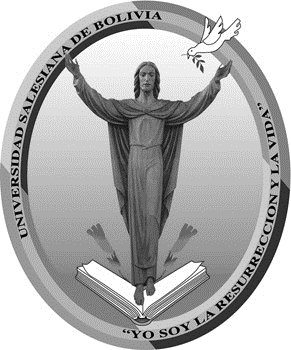 UNIVERSIDAD SALESIANA DE BOLIVIA
“YO SOY LA RESURRECCION Y LA VIDA”